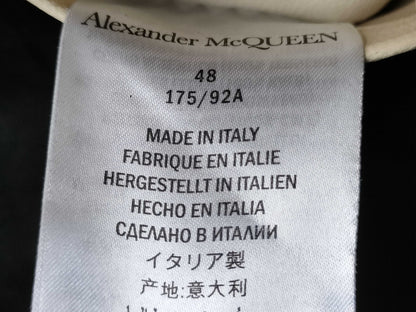 Alexander McQUEEN
48
175/92A
MADE IN ITALY
FABRIQUE EN ITALIE
HERGESTELLT IN ITALIEN
HECHO EN ITALIA
СДЕЛАНО В ИТАЛИИ
イタリア製
产地:意大利